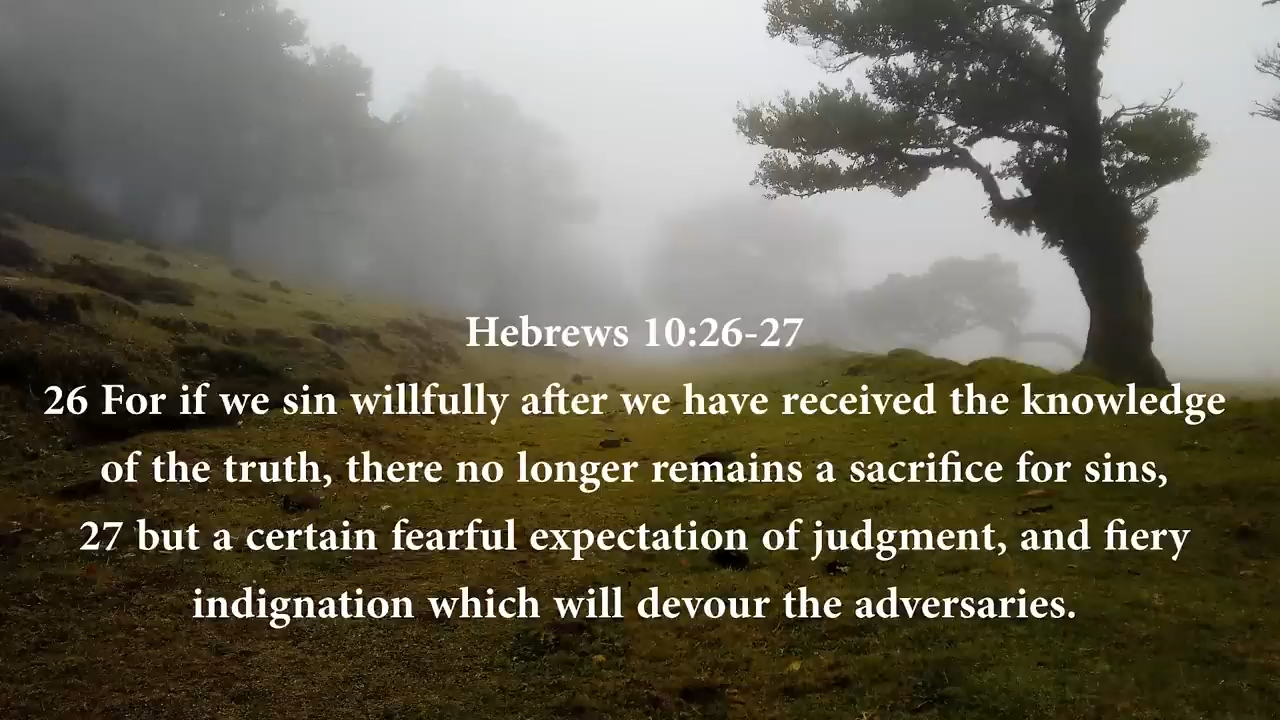 Hebrews 10:26-27
26 For if we sin willfully after we have received the knowledge
of the truth, there no longer remains a sacrifice for sins,
27 but a certain fearful expectation of judgment, and fiery
indignation which will devour the adversaries.